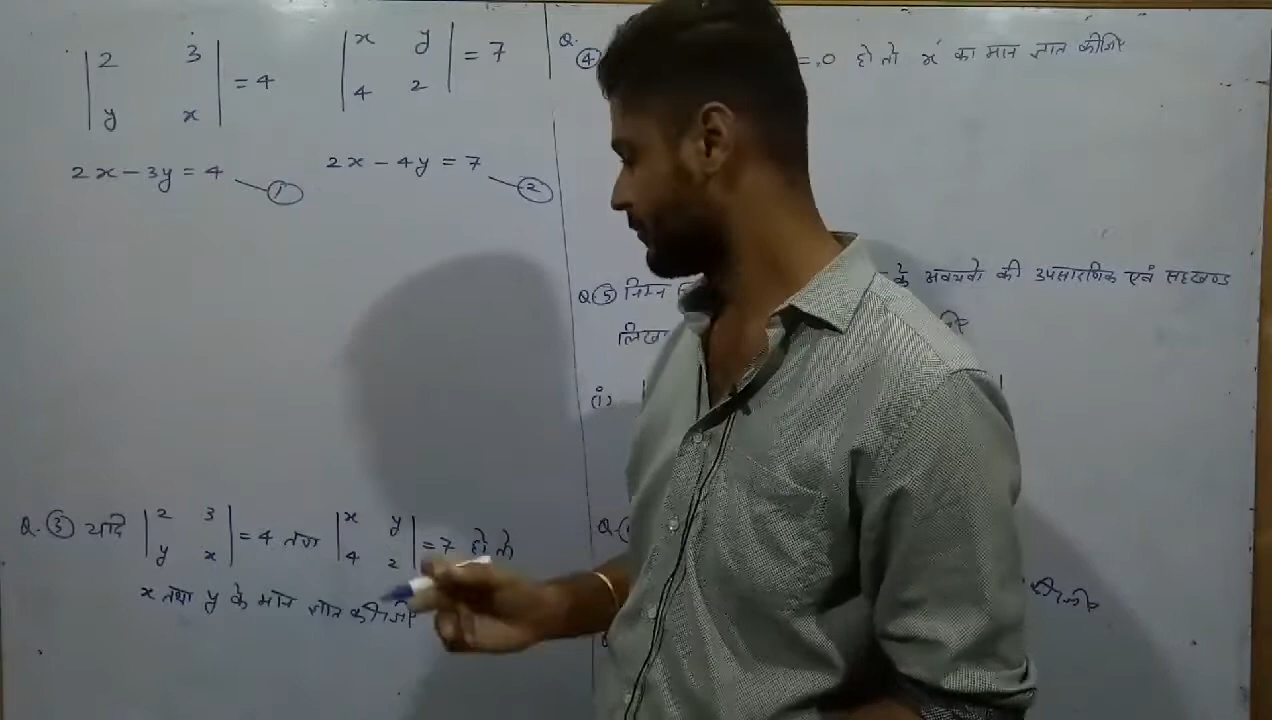 |2 3|
|y x| = 4
|x y|
|4 2| = 7
2x - 3y = 4 ①
2x - 4y = 7 ②
Q. ③ यदि |2 3| |y x| = 4 तथा |x y| |4 2| = 7 हो तो
x तथा y के मान ज्ञात कीजिए
Q. ④ = 0 हो तो x का मान ज्ञात कीजिए
Q ⑤ निम्न के अवयवो की उपसारणिक एवं सहखण्ड
(i)